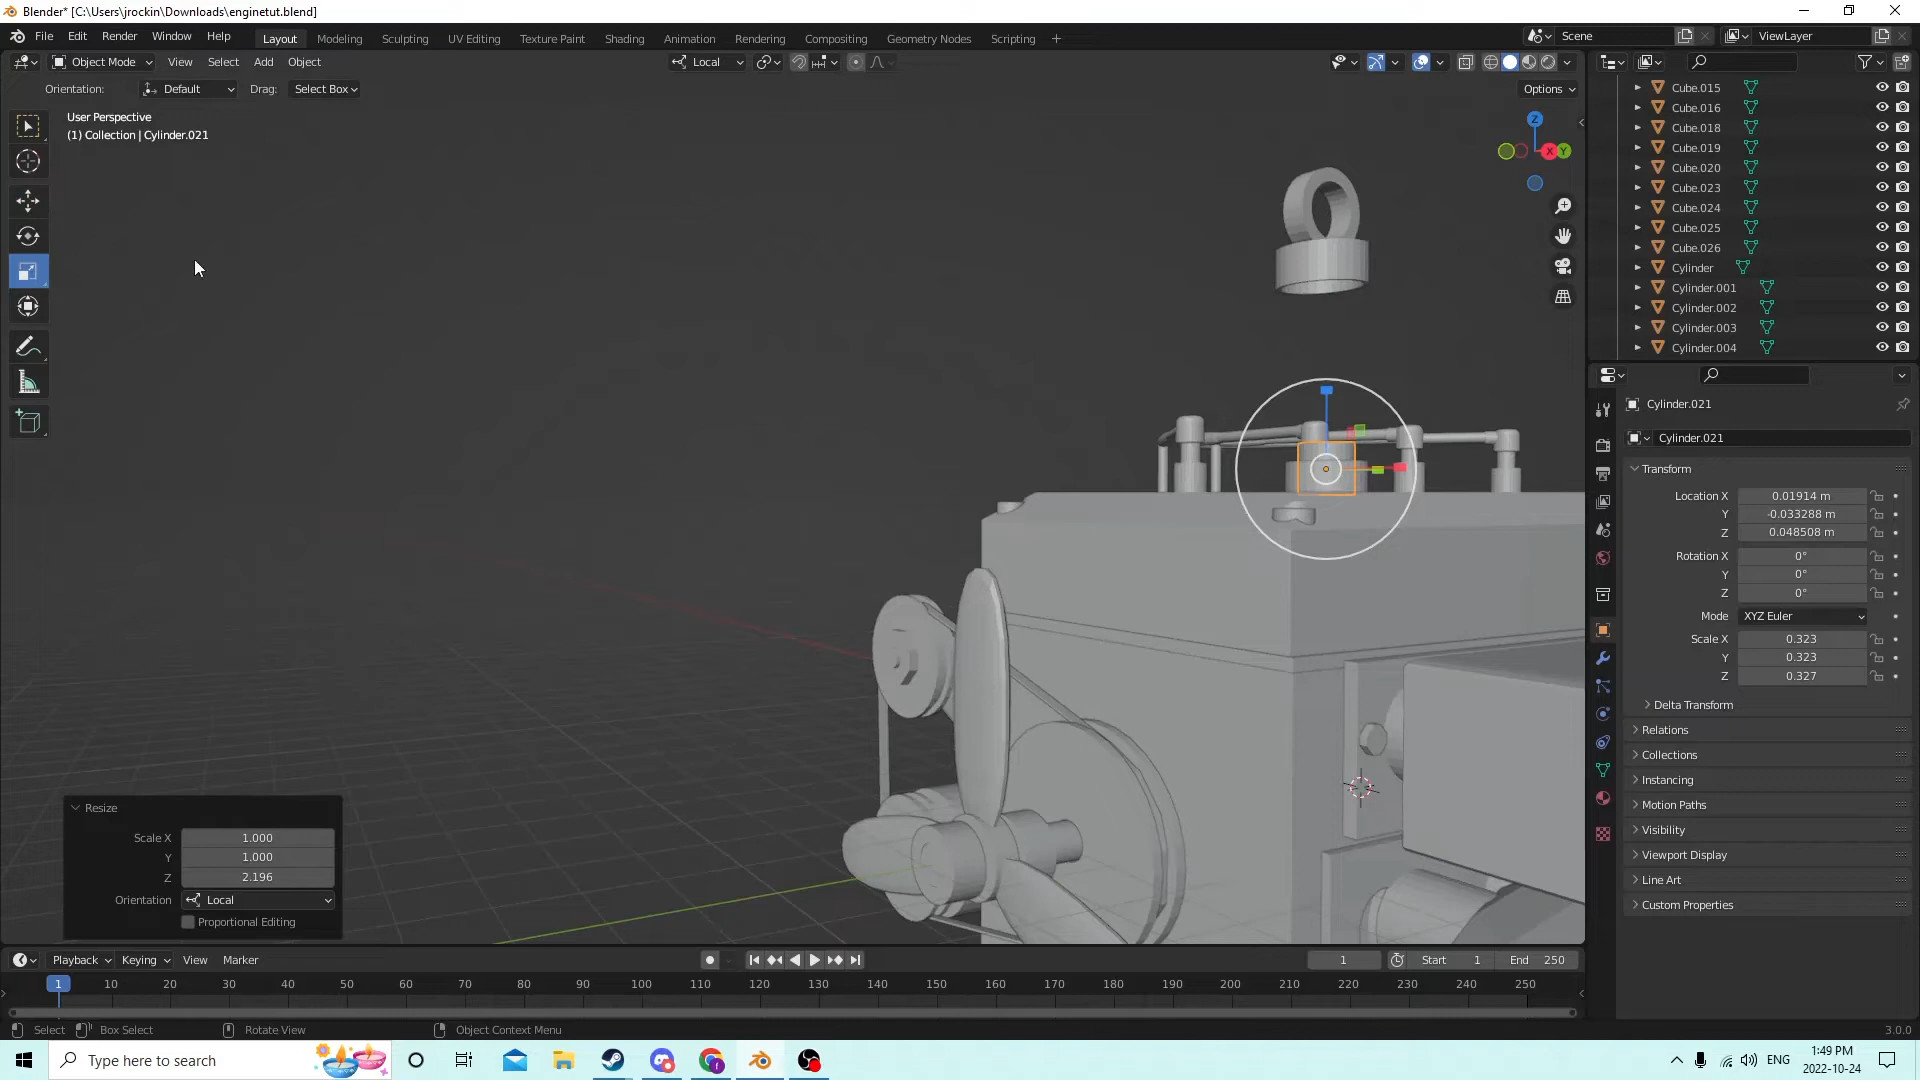 Blender* [C:\Users\jrockin\Downloads\enginetut.blend]
File Edit Render Window Help Layout Modeling Sculpting UV Editing Texture Paint Shading Animation Rendering Compositing Geometry Nodes Scripting + Scene ViewLayer
Object Mode View Select Add Object Local
Orientation: Default Drag: Select Box Options
User Perspective
(1) Collection | Cylinder.021
Z
X Y
Cube.015
Cube.016
Cube.018
Cube.019
Cube.020
Cube.023
Cube.024
Cube.025
Cube.026
Cylinder
Cylinder.001
Cylinder.002
Cylinder.003
Cylinder.004
Cylinder.021
Cylinder.021
Transform
Location X 0.01914 m
Y -0.033288 m
Z 0.048508 m
Rotation X 0°
Y 0°
Z 0°
Mode XYZ Euler
Scale X 0.323
Y 0.323
Z 0.327
Delta Transform
Relations
Collections
Instancing
Motion Paths
Visibility
Viewport Display
Line Art
Custom Properties
Resize
Scale X 1.000
Y 1.000
Z 2.196
Orientation Local
Proportional Editing
Playback Keying View Marker 1 Start 1 End 250
1 10 20 30 40 50 60 70 80 90 100 110 120 130 140 150 160 170 180 190 200 210 220 230 240 250
Select Box Select Rotate View Object Context Menu 3.0.0
Type here to search ENG 1:49 PM
2022-10-24